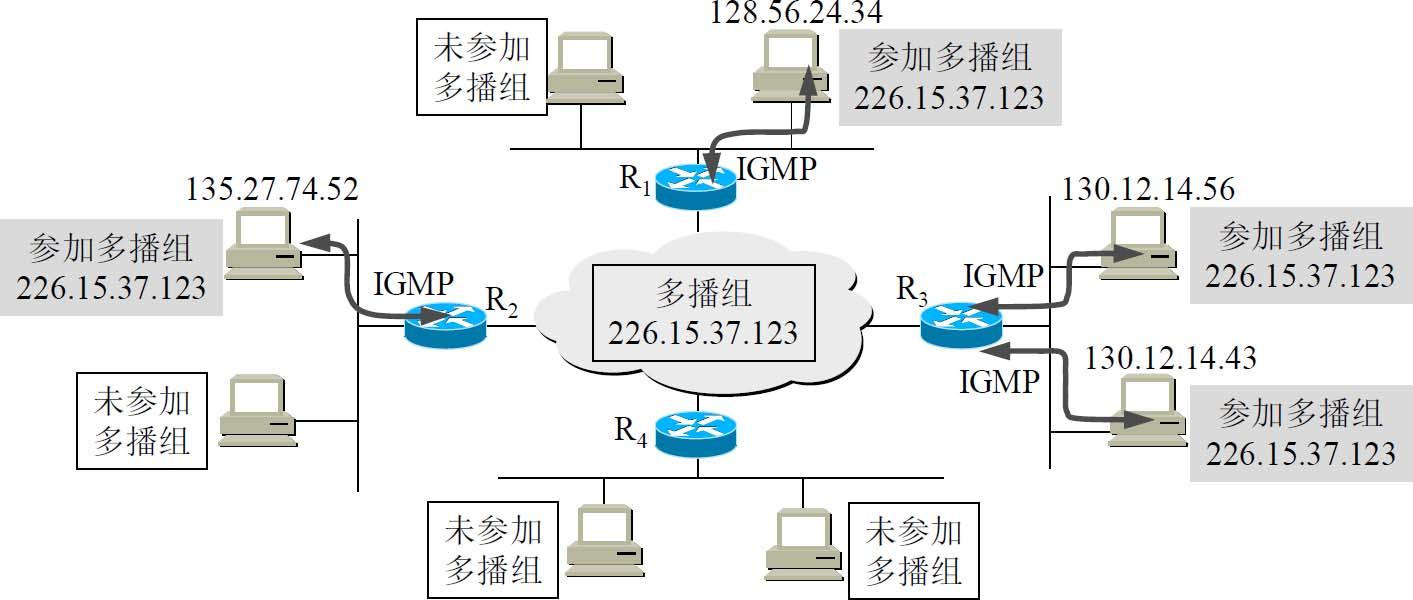 128.56.24.34
未参加
多播组
参加多播组
226.15.37.123
R1
IGMP
135.27.74.52
参加多播组
226.15.37.123
IGMP
R2
多播组
226.15.37.123
130.12.14.56
参加多播组
226.15.37.123
IGMP
R3
130.12.14.43
IGMP
参加多播组
226.15.37.123
未参加
多播组
R4
未参加
多播组
未参加
多播组